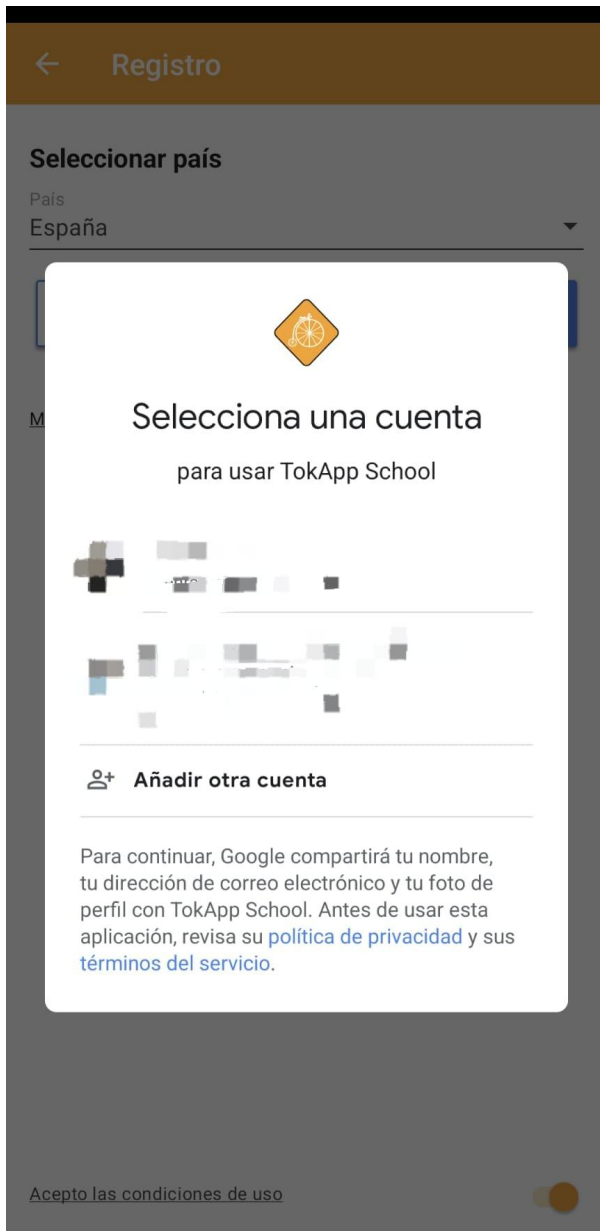 Registro
Seleccionar país
País
España
M
Selecciona una cuenta
para usar TokApp School
Añadir otra cuenta
Para continuar, Google compartirá tu nombre,
tu dirección de correo electrónico y tu foto de
perfil con TokApp School. Antes de usar esta
aplicación, revisa su política de privacidad y sus
términos del servicio.
Acepto las condiciones de uso